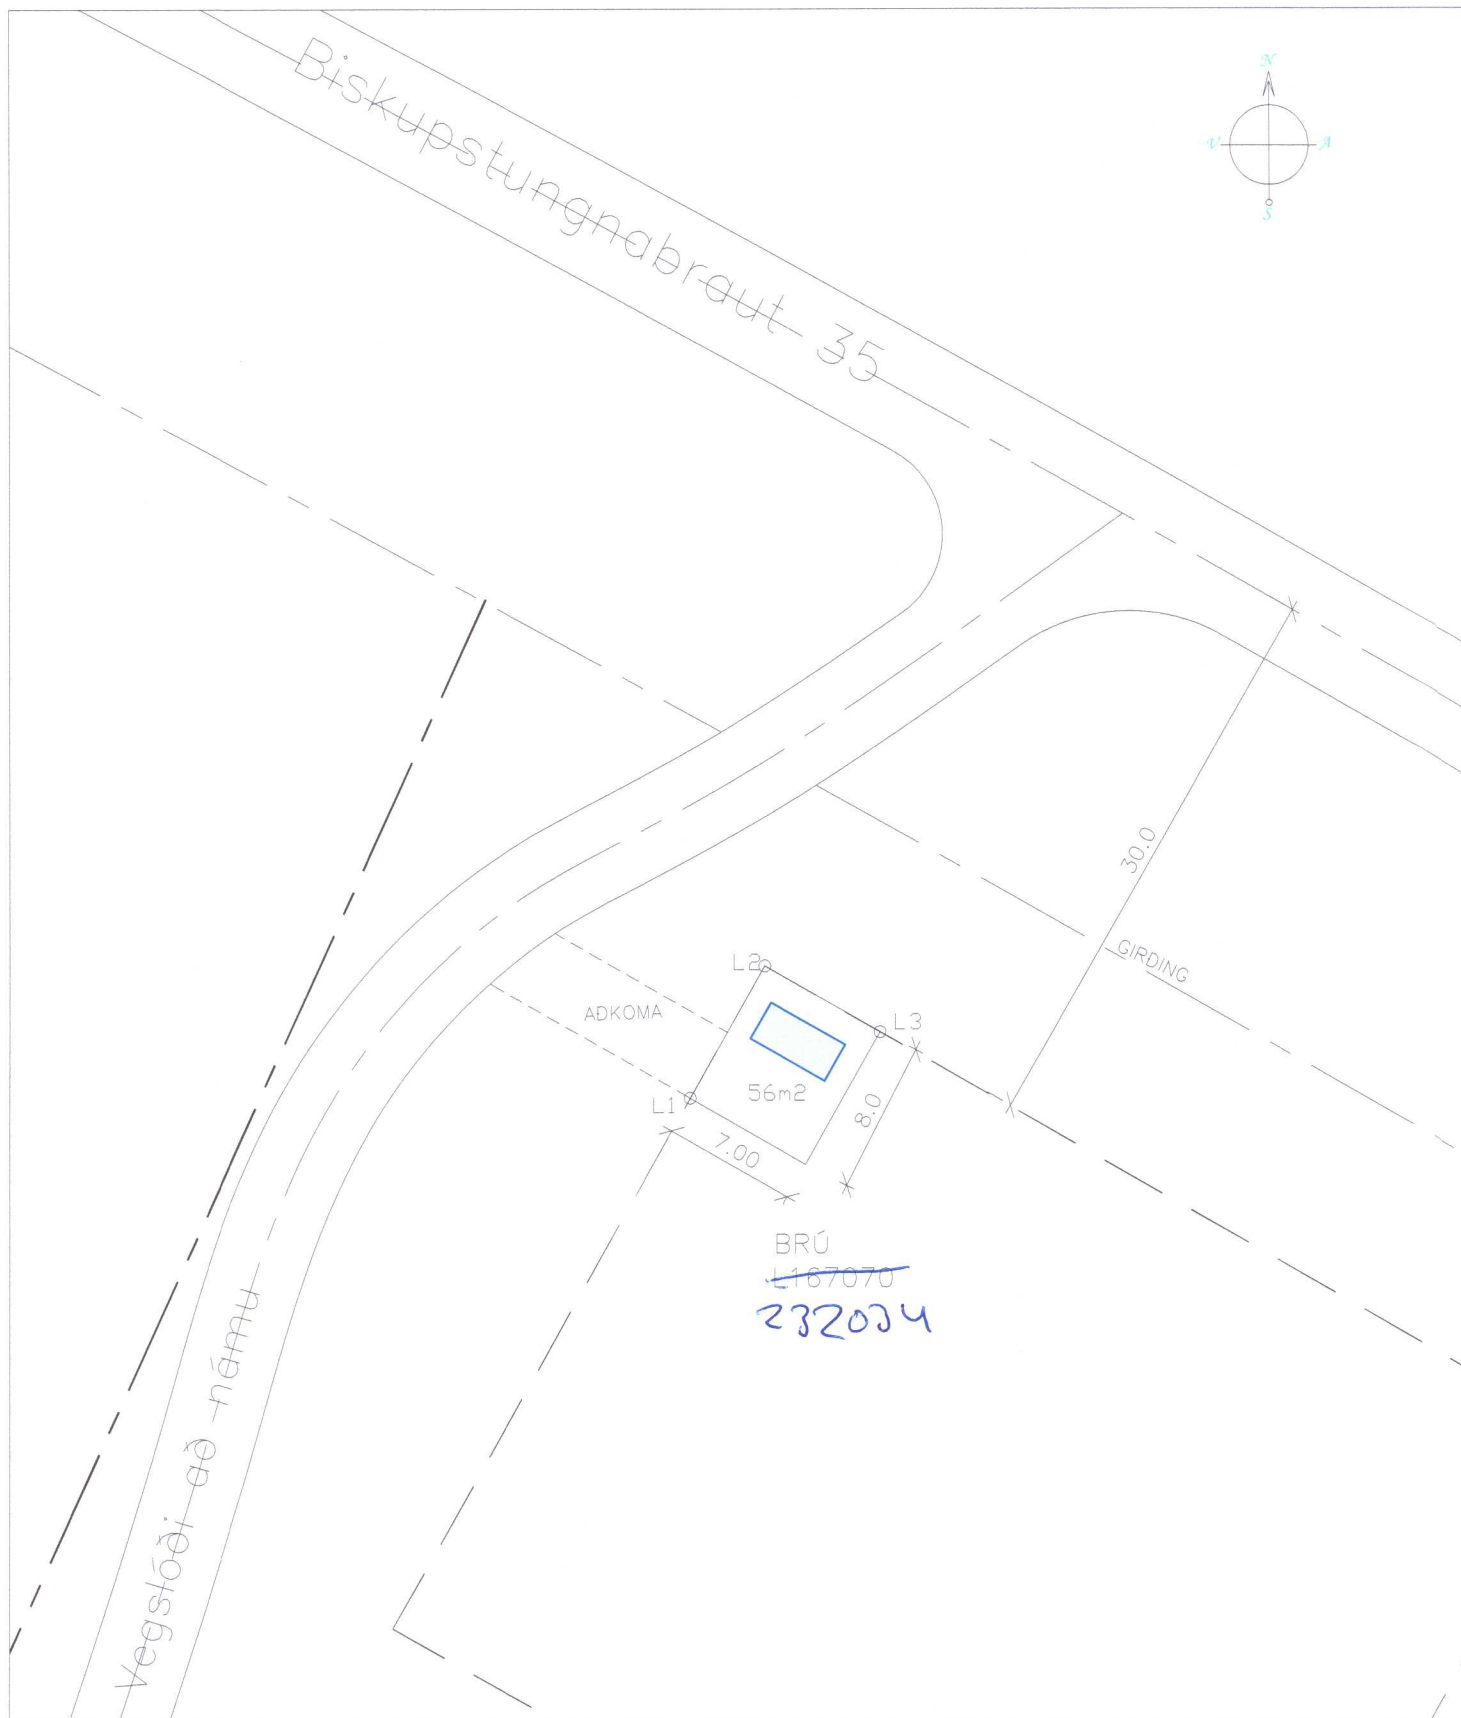 Biskupstungnabraut 35
N
V
A
S
30.0
GIRÐING
L2
L3
AÐKOMA
56m2
L1
8.0
7.00
BRÚ
L167070
232034
Vegslóði að námu